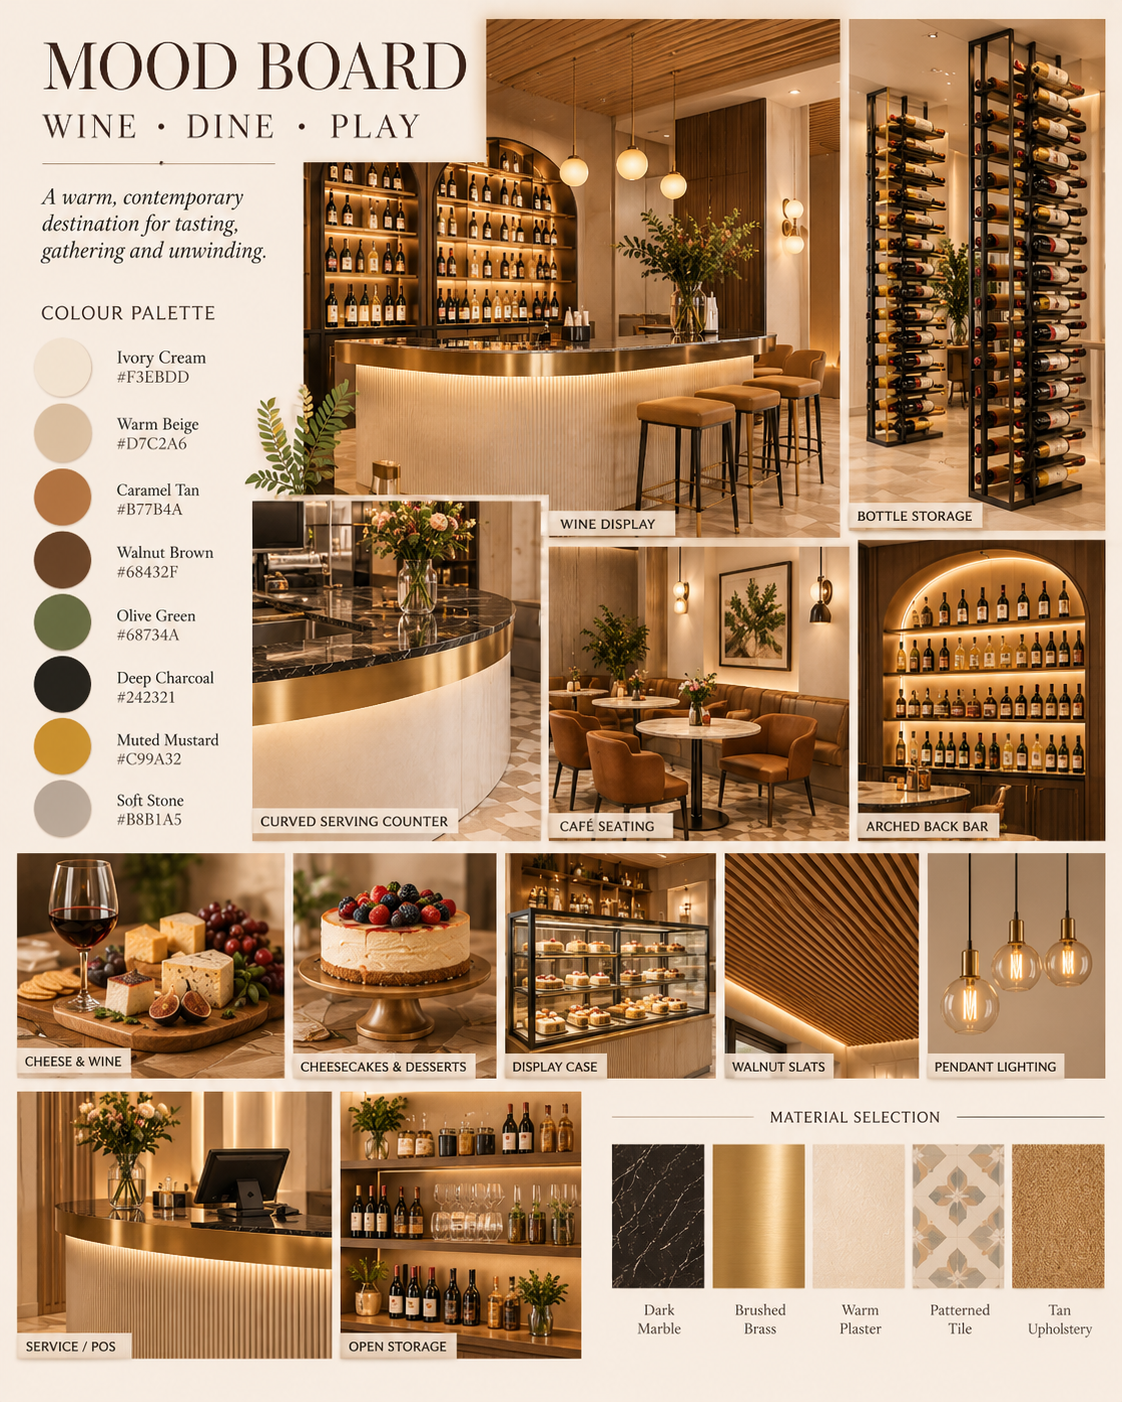 MOOD BOARD
WINE • DINE • PLAY
A warm, contemporary
destination for tasting,
gathering and unwinding.
COLOUR PALETTE
Ivory Cream
#F3EBDD
Warm Beige
#D7C2A6
Caramel Tan
#B77B4A
Walnut Brown
#68432F
Olive Green
#68734A
Deep Charcoal
#242321
Muted Mustard
#C99A32
Soft Stone
#B8B1A5
WINE DISPLAY
BOTTLE STORAGE
CURVED SERVING COUNTER
CAFÉ SEATING
ARCHED BACK BAR
CHEESE & WINE
CHEESECAKES & DESSERTS
DISPLAY CASE
WALNUT SLATS
PENDANT LIGHTING
SERVICE / POS
OPEN STORAGE
MATERIAL SELECTION
Dark
Marble
Brushed
Brass
Warm
Plaster
Patterned
Tile
Tan
Upholstery